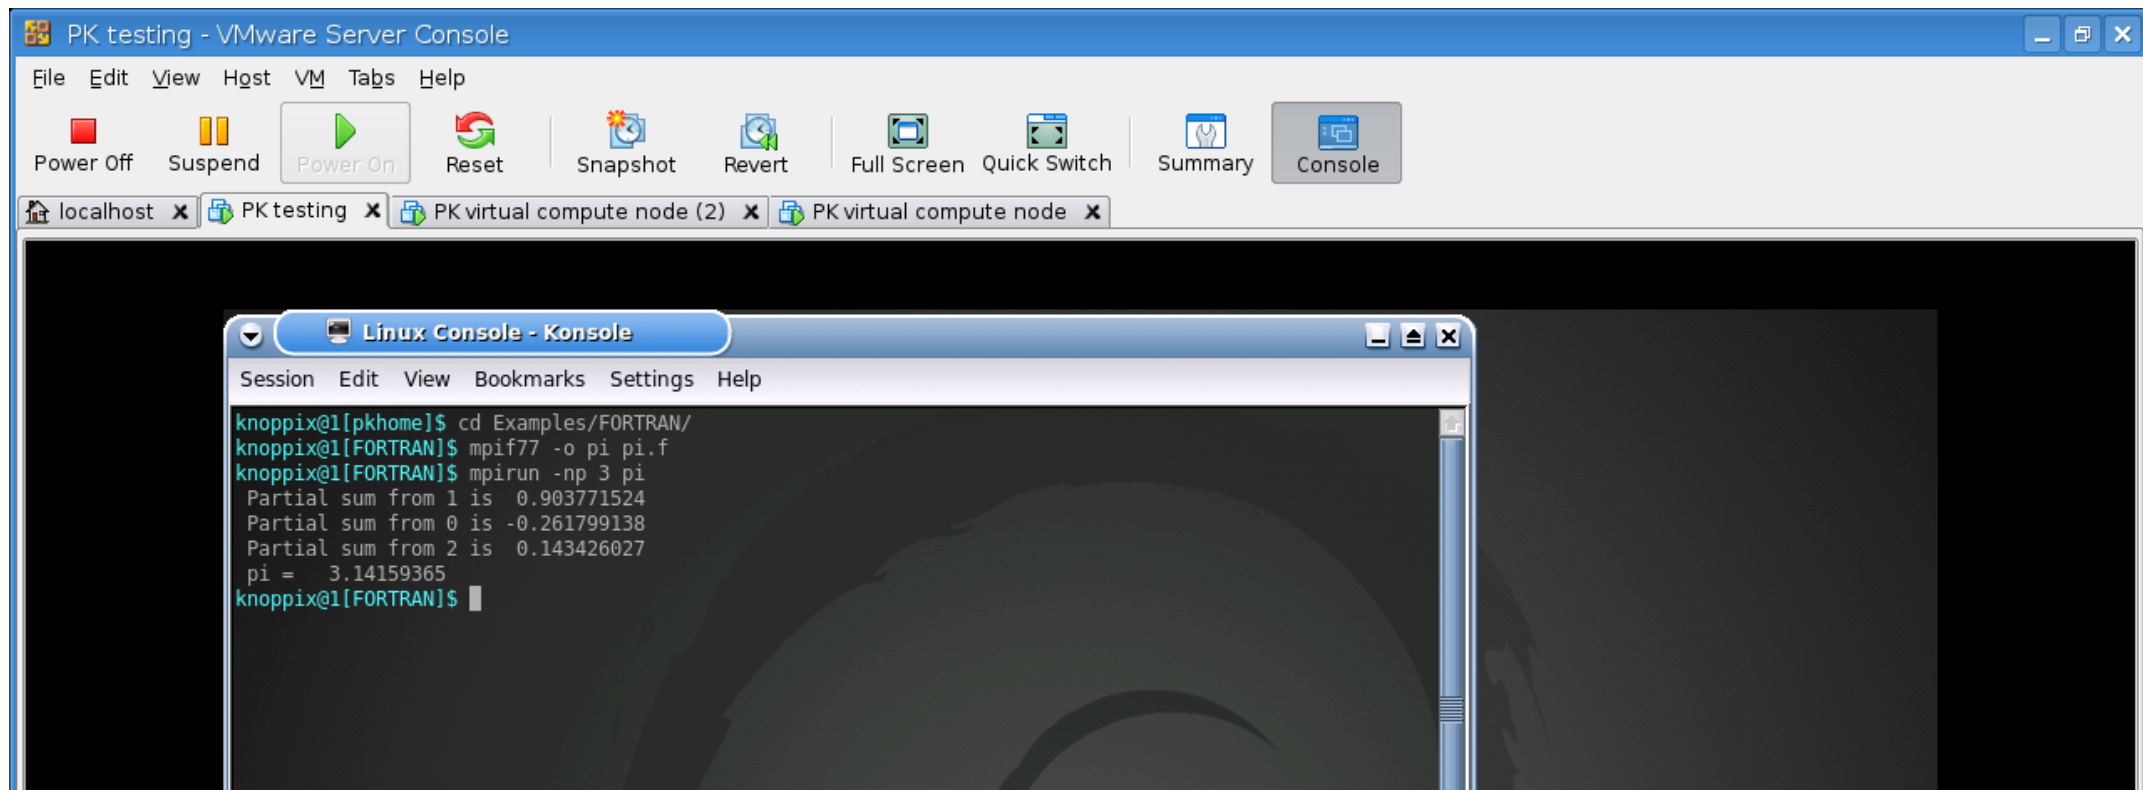 PK testing - VMware Server Console
File Edit View Host VM Tabs Help
Power Off Suspend Power On Reset Snapshot Revert Full Screen Quick Switch Summary Console
localhost PK testing PK virtual compute node (2) PK virtual compute node
Linux Console - Konsole
Session Edit View Bookmarks Settings Help
knoppix@1[pkhome]$ cd Examples/FORTRAN/
knoppix@1[FORTRAN]$ mpif77 -o pi pi.f
knoppix@1[FORTRAN]$ mpirun -np 3 pi
Partial sum from 1 is  0.903771524
Partial sum from 0 is -0.261799138
Partial sum from 2 is  0.143426027
pi =   3.14159365
knoppix@1[FORTRAN]$